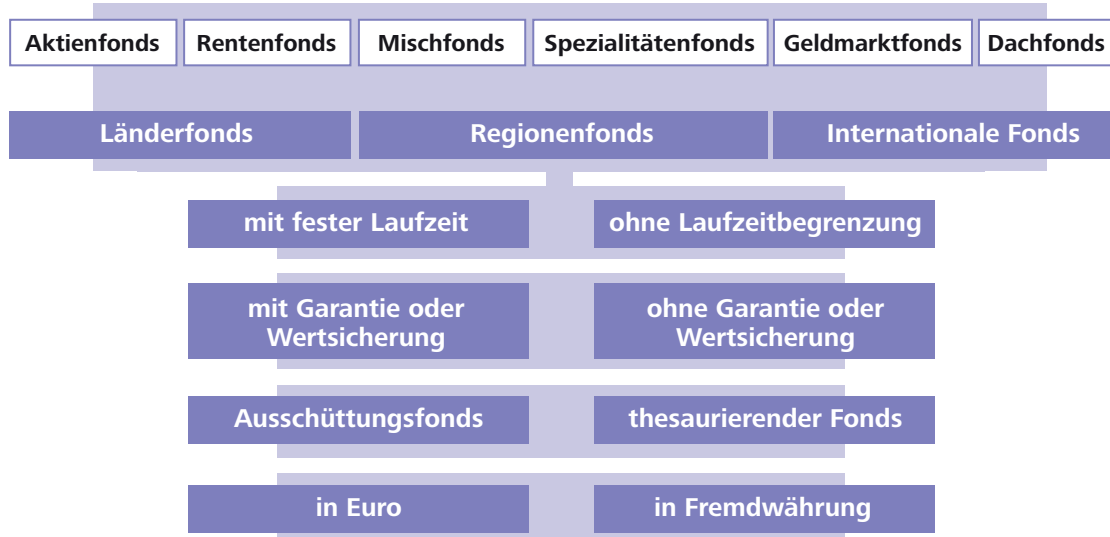 Aktienfonds Rentenfonds Mischfonds Spezialitätenfonds Geldmarktfonds Dachfonds
Länderfonds Regionenfonds Internationale Fonds
mit fester Laufzeit ohne Laufzeitbegrenzung
mit Garantie oder
Wertsicherung
ohne Garantie oder
Wertsicherung
Ausschüttungsfonds thesaurierender Fonds
in Euro in Fremdwährung